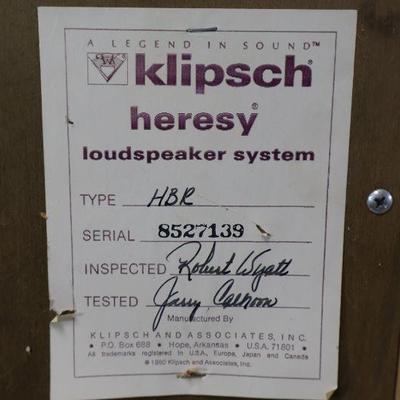 A LEGEND IN SOUND™
PWK klipsch®
heresy®
loudspeaker system
TYPE HBR
SERIAL 8527139
INSPECTED Robert Wyatt
TESTED Jarry Calhoon
Manufactured By
KLIPSCH AND ASSOCIATES, INC.
• P.O. Box 688 • Hope, Arkansas • U.S.A. 71801 •
All trademarks registered in U.S.A., Europe, Japan and Canada
© 1980 Klipsch and Associates, Inc.